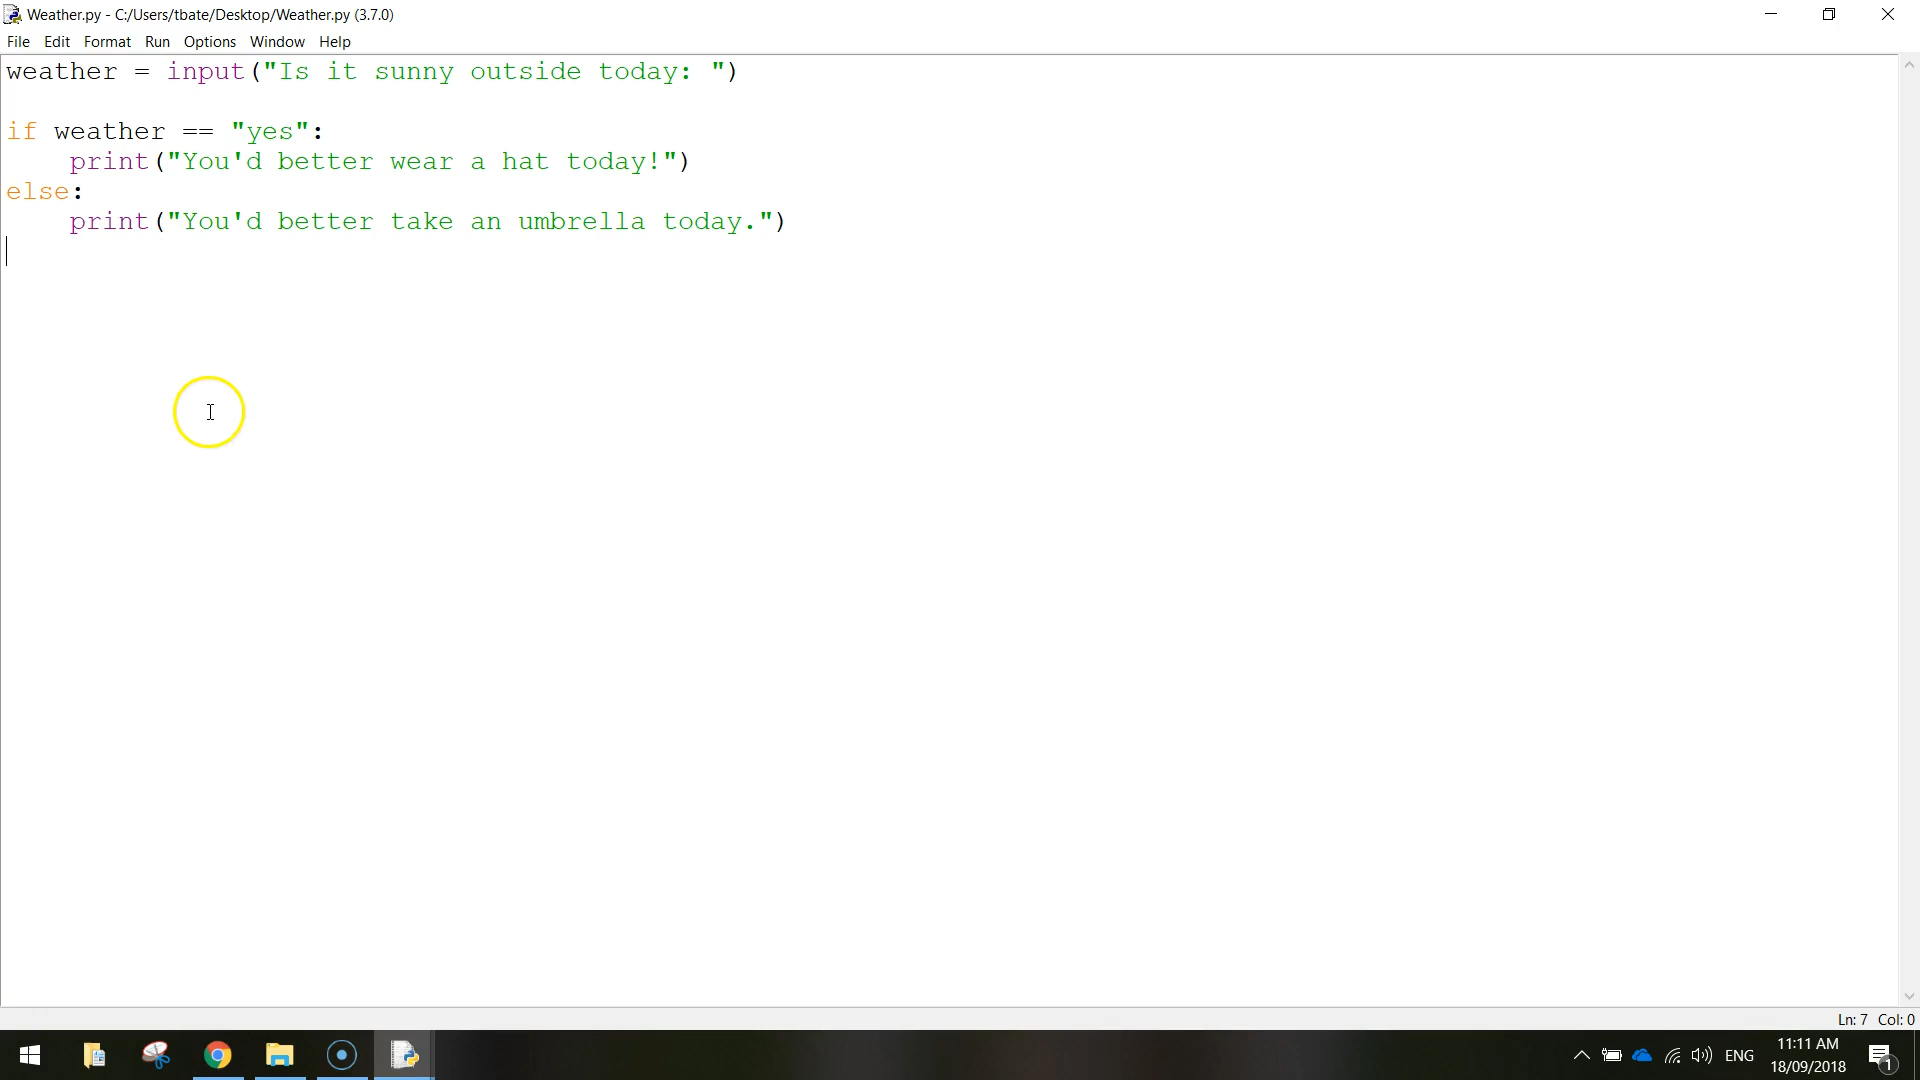 Weather.py - C:/Users/tbate/Desktop/Weather.py (3.7.0)
File Edit Format Run Options Window Help
weather = input("Is it sunny outside today: ")
if weather == "yes":
    print("You'd better wear a hat today!")
else:
    print("You'd better take an umbrella today.")
Ln: 7 Col: 0
ENG
11:11 AM
18/09/2018
1